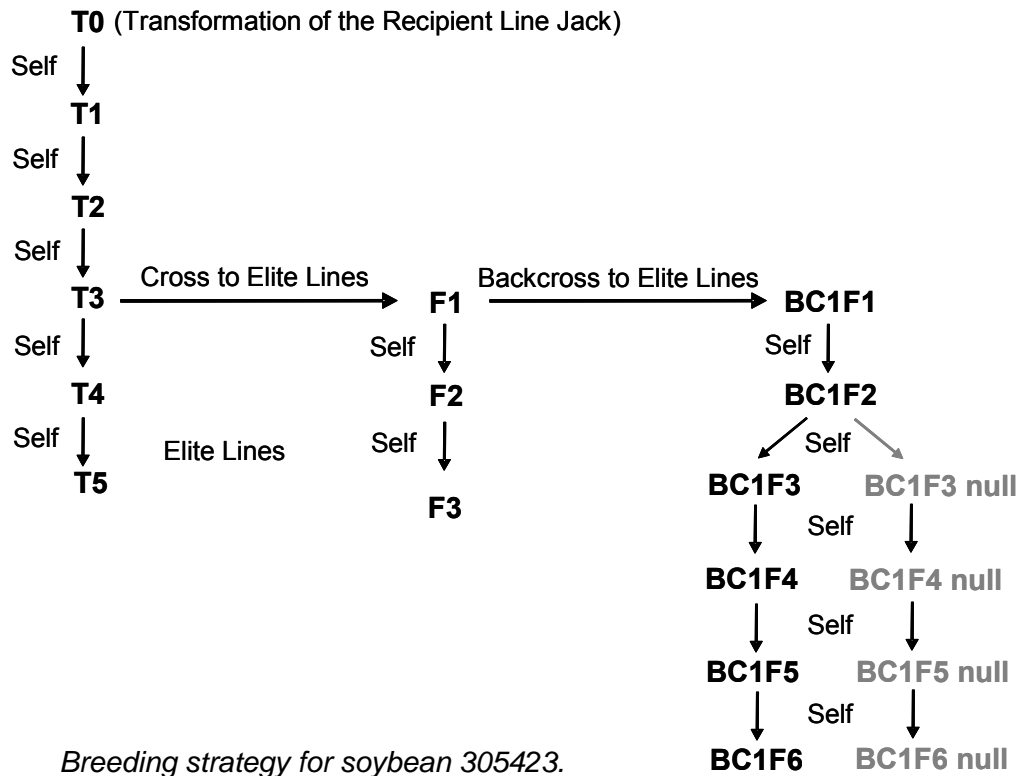 T0 (Transformation of the Recipient Line Jack)
Self
T1
Self
T2
Self
T3 Cross to Elite Lines F1 Backcross to Elite Lines BC1F1
Self Self Self
T4 F2 BC1F2
Self Elite Lines Self Self
T5 F3 BC1F3 BC1F3 null
Self
BC1F4 BC1F4 null
Self
BC1F5 BC1F5 null
Self
Breeding strategy for soybean 305423. BC1F6 BC1F6 null